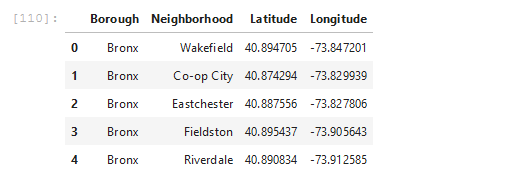 [110]: Borough Neighborhood Latitude Longitude
0 Bronx Wakefield 40.894705 -73.847201
1 Bronx Co-op City 40.874294 -73.829939
2 Bronx Eastchester 40.887556 -73.827806
3 Bronx Fieldston 40.895437 -73.905643
4 Bronx Riverdale 40.890834 -73.912585